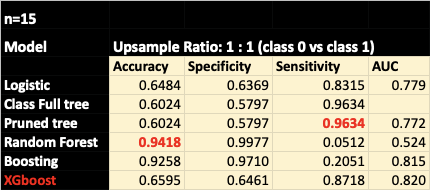 n=15
Model Upsample Ratio: 1 : 1 (class 0 vs class 1)
Accuracy Specificity Sensitivity AUC
Logistic 0.6484 0.6369 0.8315 0.779
Class Full tree 0.6024 0.5797 0.9634
Pruned tree 0.6024 0.5797 0.9634 0.772
Random Forest 0.9418 0.9977 0.0512 0.524
Boosting 0.9258 0.9710 0.2051 0.815
XGboost 0.6595 0.6461 0.8718 0.820